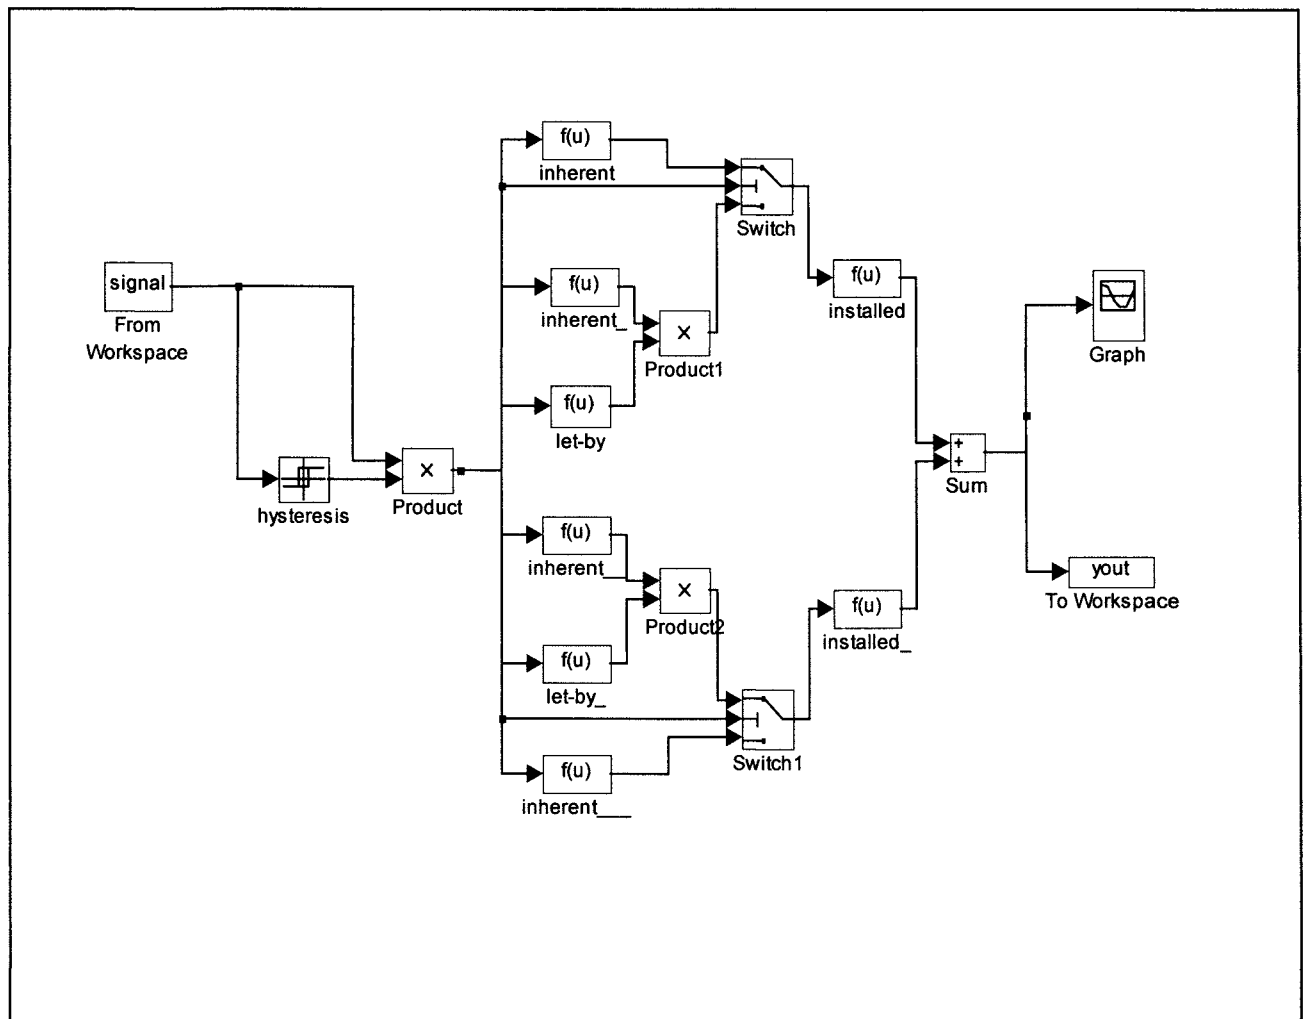 f(u)
inherent
Switch
signal
From
Workspace
f(u)
inherent_
f(u)
installed
Graph
×
Product1
f(u)
let-by
hysteresis
×
Product
+
+
Sum
f(u)
inherent__
×
Product2
yout
To Workspace
f(u)
installed_
f(u)
let-by_
Switch1
f(u)
inherent___